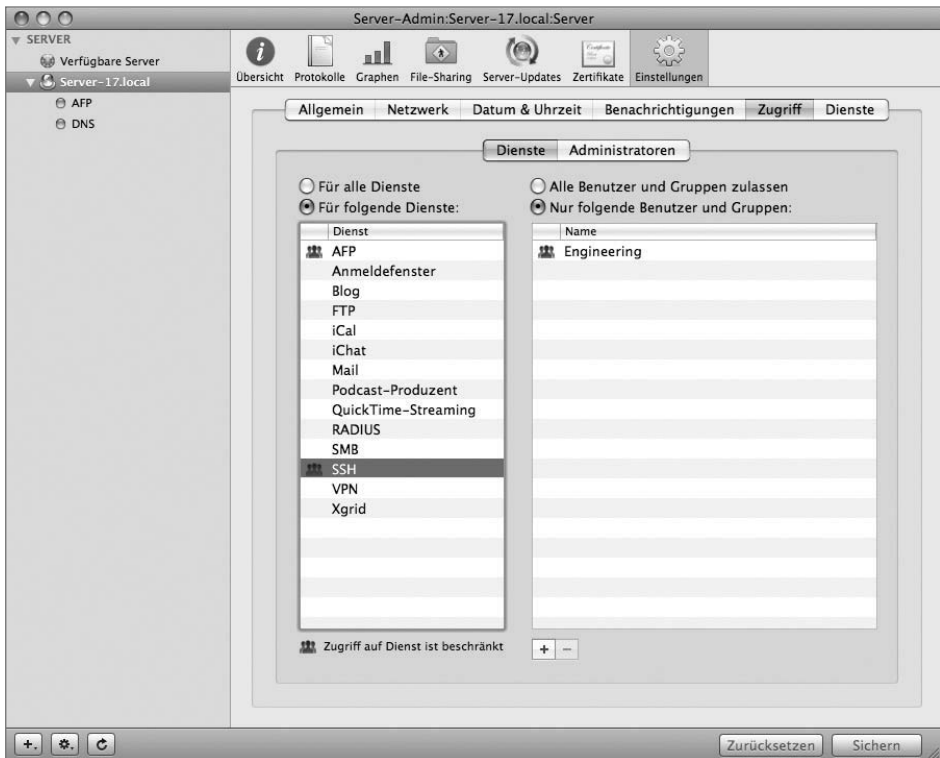 Server-Admin:Server-17.local:Server
SERVER
Verfügbare Server
Server-17.local
AFP
DNS
Übersicht Protokolle Graphen File-Sharing Server-Updates Zertifikate Einstellungen
Allgemein Netzwerk Datum & Uhrzeit Benachrichtigungen Zugriff Dienste
Dienste Administratoren
Für alle Dienste
Für folgende Dienste:
Alle Benutzer und Gruppen zulassen
Nur folgende Benutzer und Gruppen:
Dienst
AFP
Anmeldefenster
Blog
FTP
iCal
iChat
Mail
Podcast-Produzent
QuickTime-Streaming
RADIUS
SMB
SSH
VPN
Xgrid
Name
Engineering
Zugriff auf Dienst ist beschränkt
Zurücksetzen Sichern